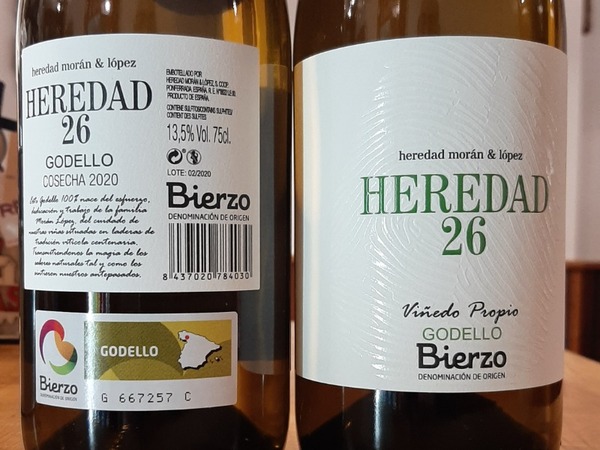 heredad morán & lópez
HEREDAD
26
GODELLO
COSECHA 2020
Este Godello 100% nace del esfuerzo,
dedicación y trabajo de la familia
Morán López, del cuidado de
nuestras viñas situadas en laderas de
tradición vitícola centenaria.
Transmitiendonos la magia de los
sabores naturales tal y como los
sintieron nuestros antepasados.
EMBOTELLADO POR
HEREDAD MORÁN & LÓPEZ, S. COOP.
PONFERRADA. ESPAÑA.
PRODUCTO DE ESPAÑA.
CONTIENE SULFITOS/CONTAINS SULPHITES/
CONTENT DES SULFITES
13,5% Vol. 75cl.
LOTE: 02/2020
Bierzo
DENOMINACIÓN DE ORIGEN
8 437020 784030
Bierzo
DENOMINACIÓN DE ORIGEN
GODELLO
G 667257 C
heredad morán & lópez
HEREDAD
26
Viñedo Propio
GODELLO
Bierzo
DENOMINACIÓN DE ORIGEN